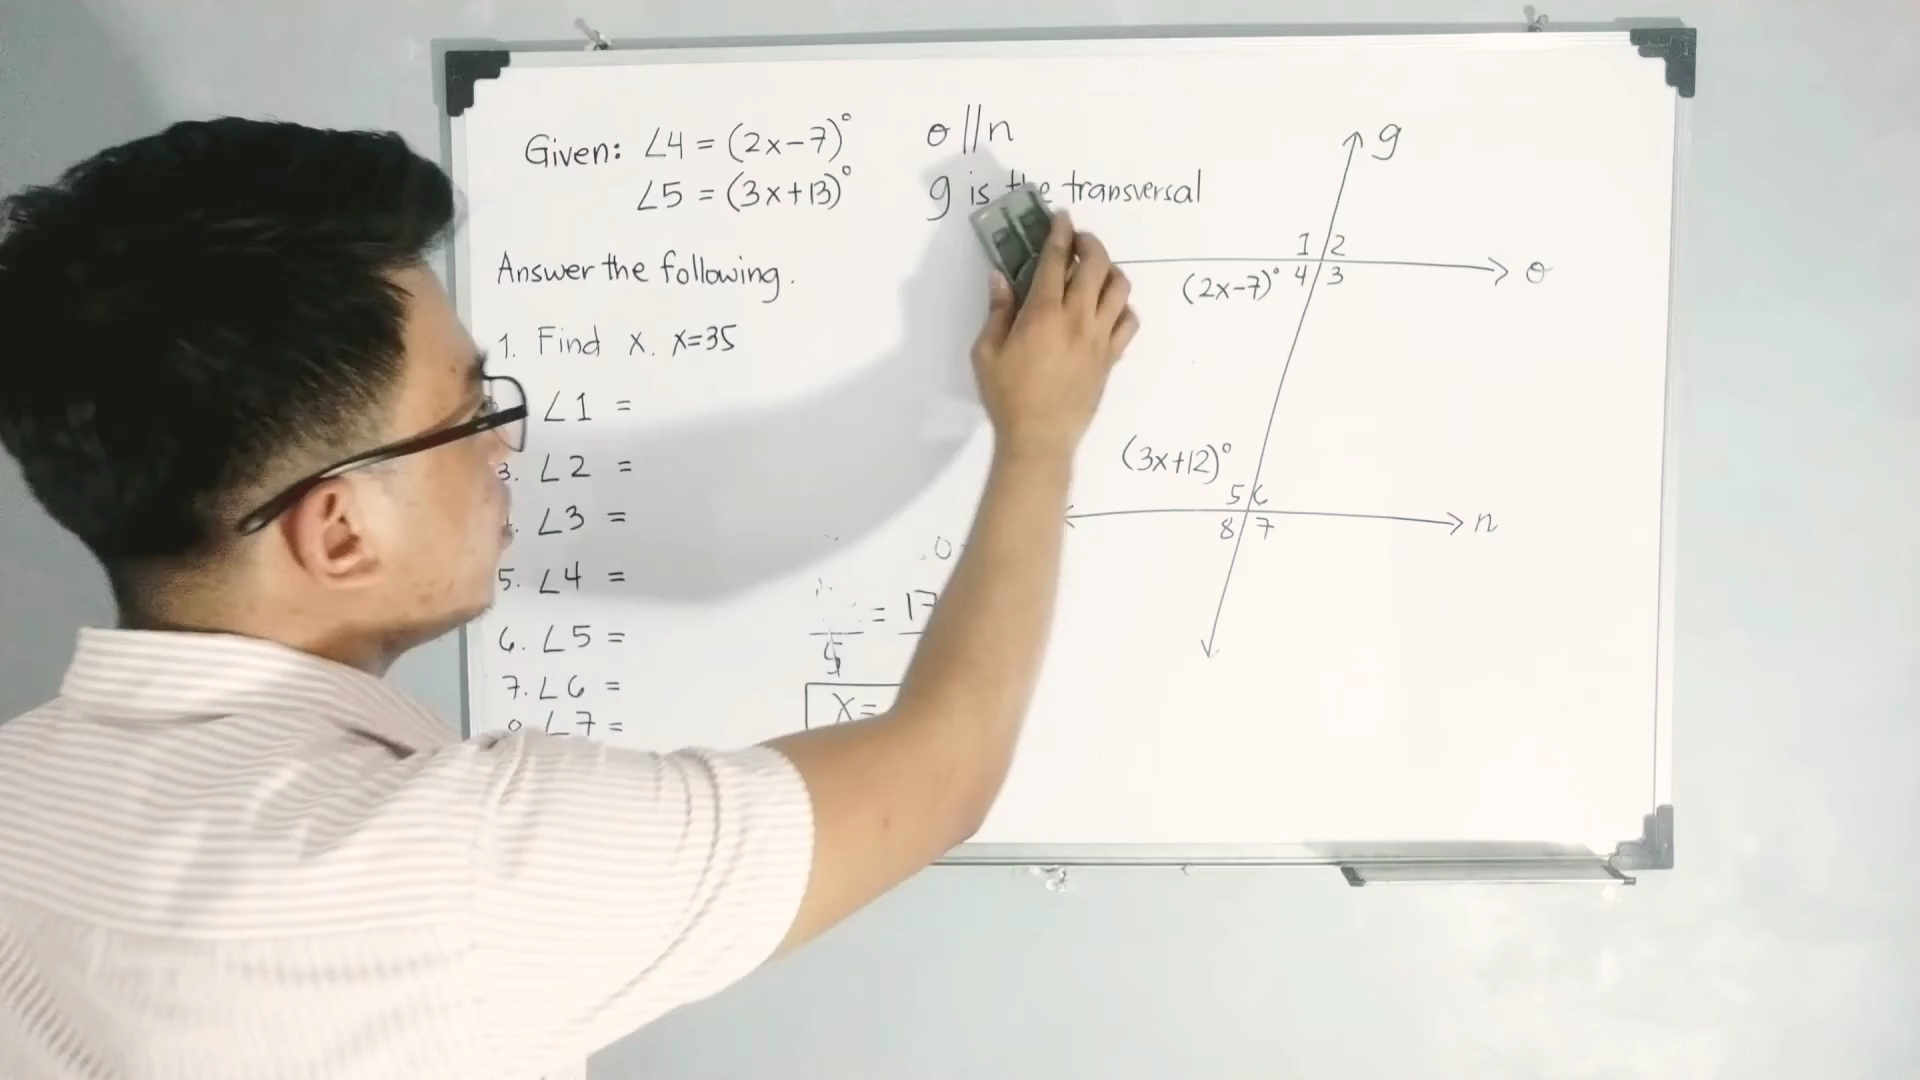 Given: ∠4 = (2x-7)°
∠5 = (3x+13)°
o // n
g is the transversal
Answer the following.
1. Find x. x=35
∠1 =
3. ∠2 =
∠3 =
5. ∠4 =
6. ∠5 =
7. ∠6 =
∠7 =
= 17
5
x=
g
1 2
(2x-7)° 4 3
o
(3x+12)°
5 6
8 7
n